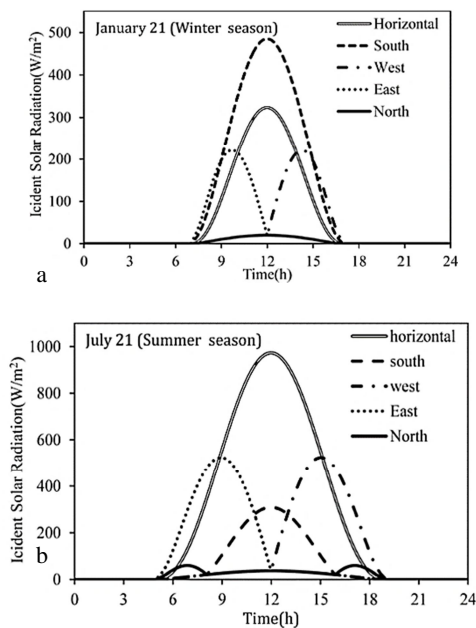 January 21 (Winter season)
Horizontal
South
West
East
North
Icident Solar Radiation(W/m²)
500
400
300
200
100
0
0 3 6 9 12 15 18 21 24
Time(h)
a
July 21 (Summer season)
horizontal
south
west
East
North
Icident Solar Radiation(W/m²)
1000
800
600
400
200
0
0 3 6 9 12 15 18 21 24
Time(h)
b